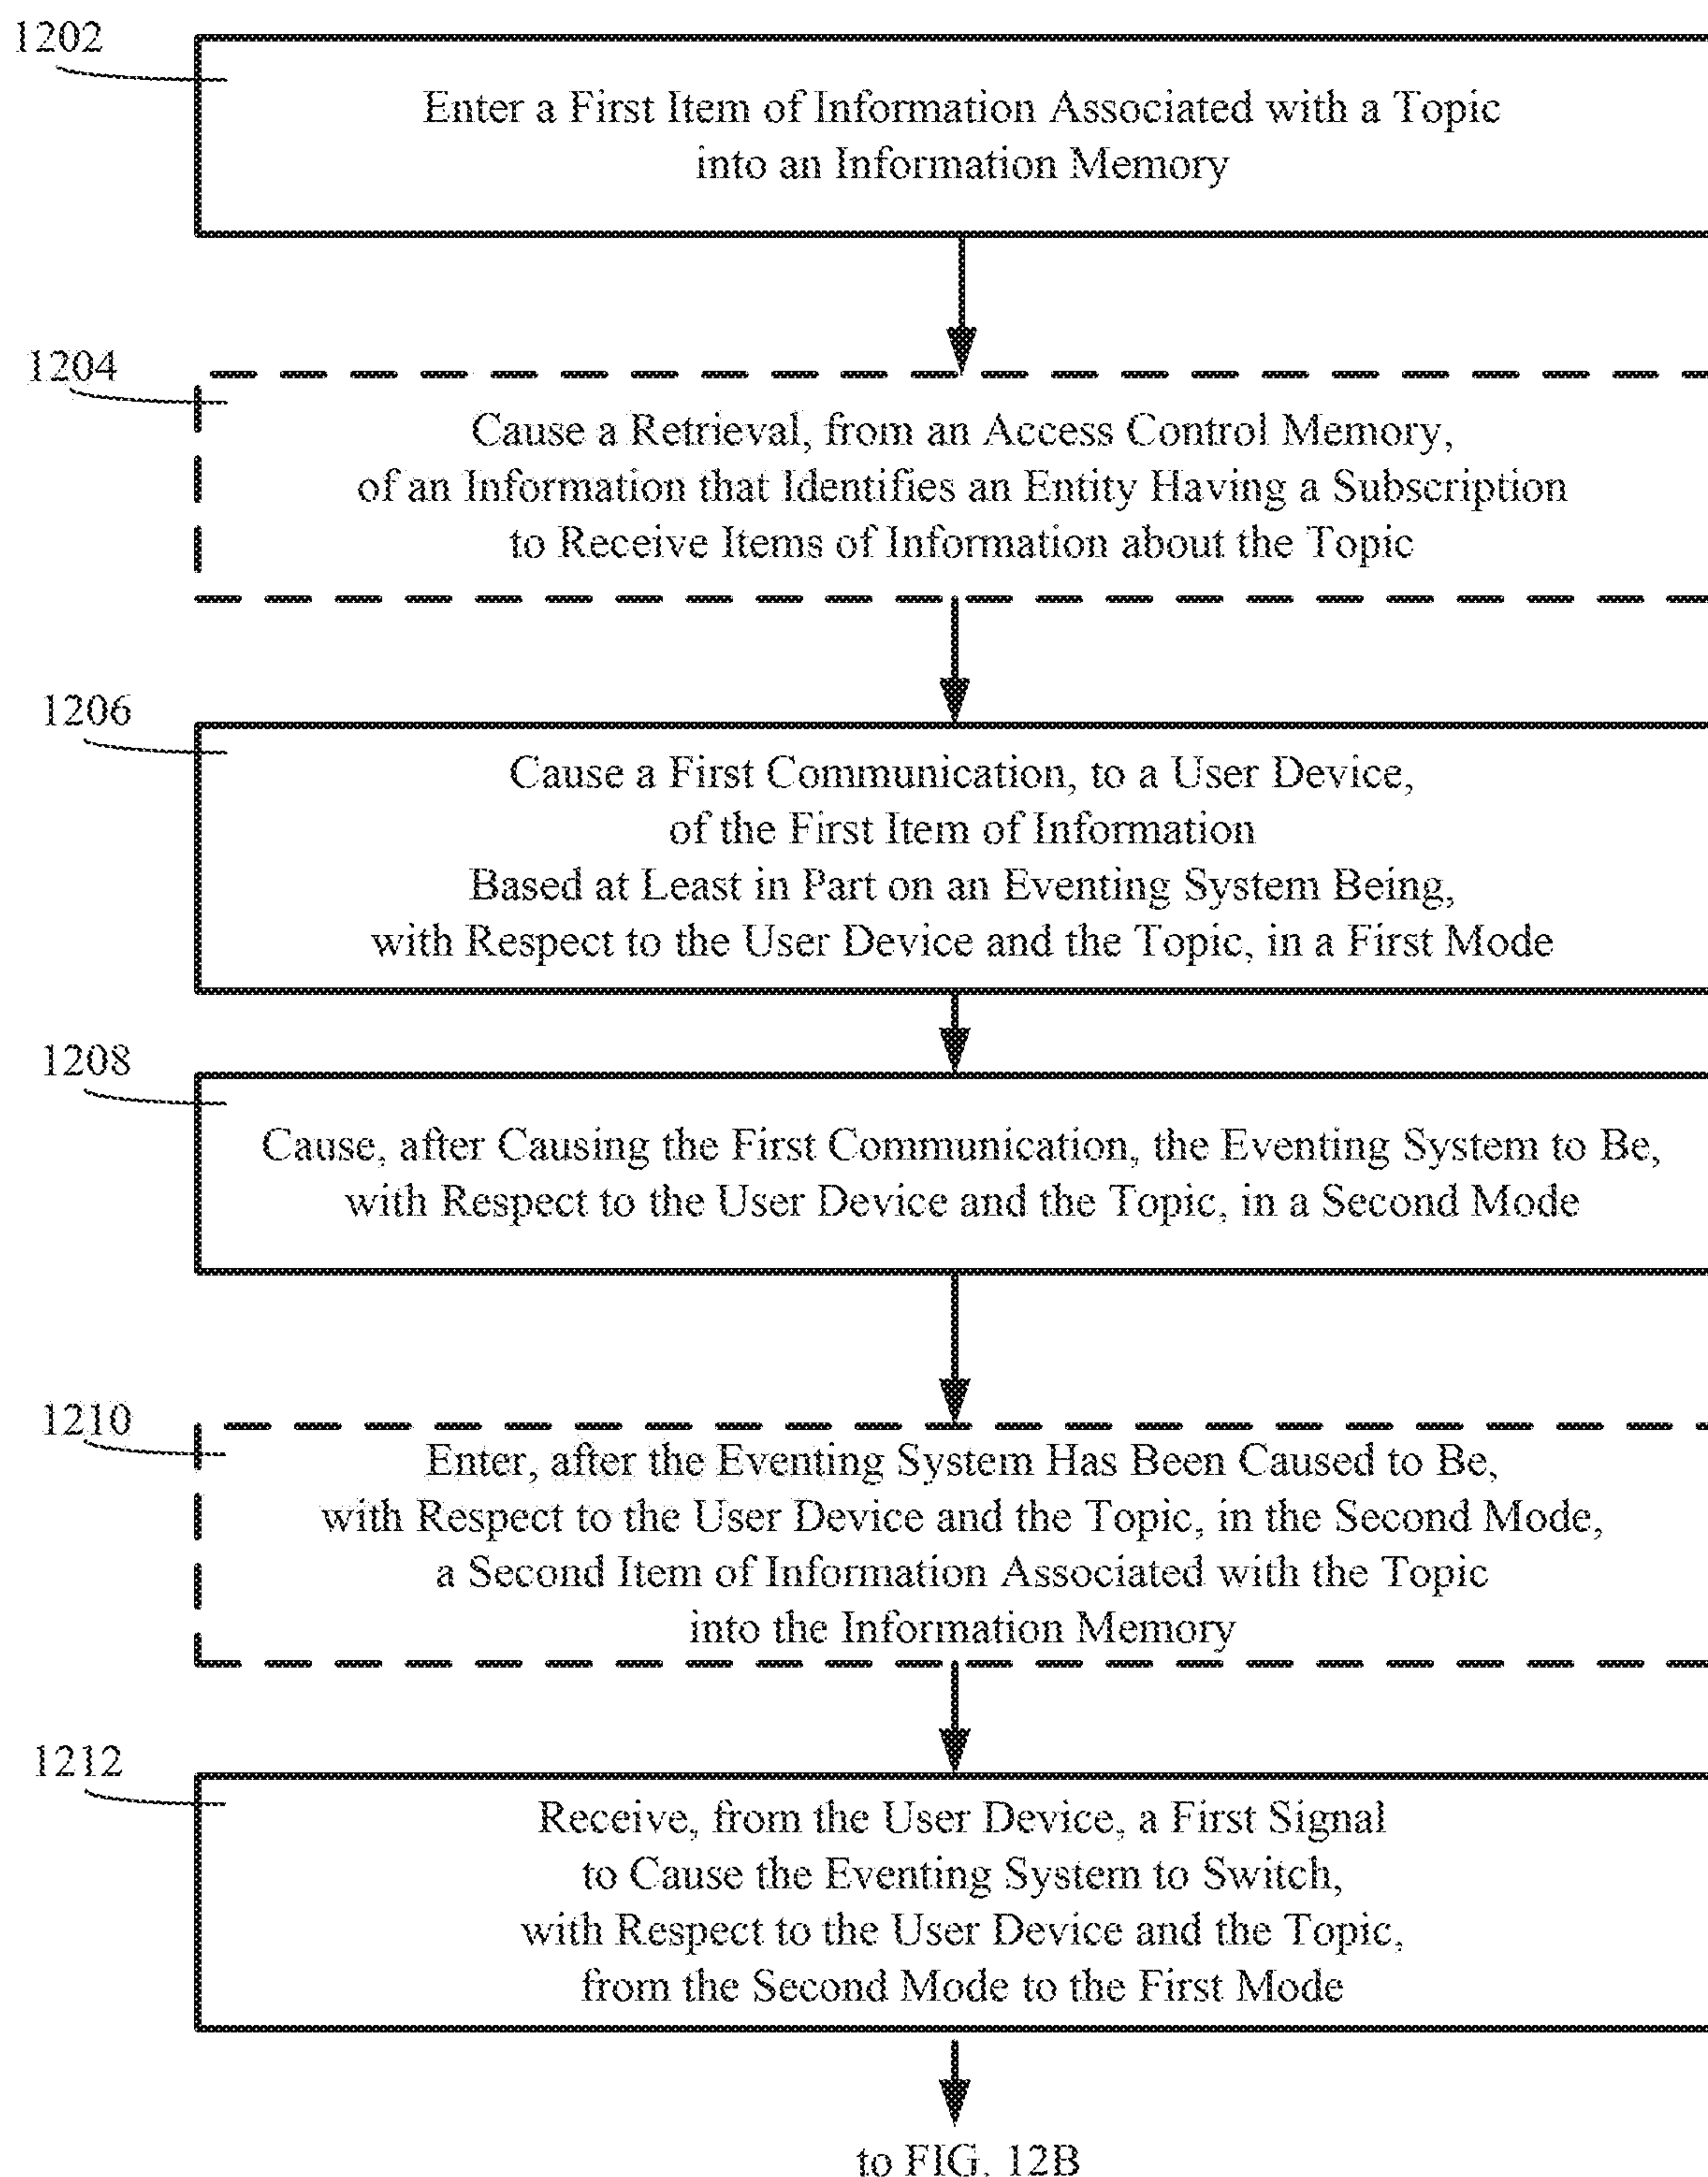 1202
Enter a First Item of Information Associated with a Topic
into an Information Memory
1204
Cause a Retrieval, from an Access Control Memory,
of an Information that Identifies an Entity Having a Subscription
to Receive Items of Information about the Topic
1206
Cause a First Communication, to a User Device,
of the First Item of Information
Based at Least in Part on an Eventing System Being,
with Respect to the User Device and the Topic, in a First Mode
1208
Cause, after Causing the First Communication, the Eventing System to Be,
with Respect to the User Device and the Topic, in a Second Mode
1210
Enter, after the Eventing System Has Been Caused to Be,
with Respect to the User Device and the Topic, in the Second Mode,
a Second Item of Information Associated with the Topic
into the Information Memory
1212
Receive, from the User Device, a First Signal
to Cause the Eventing System to Switch,
with Respect to the User Device and the Topic,
from the Second Mode to the First Mode
to FIG. 12B